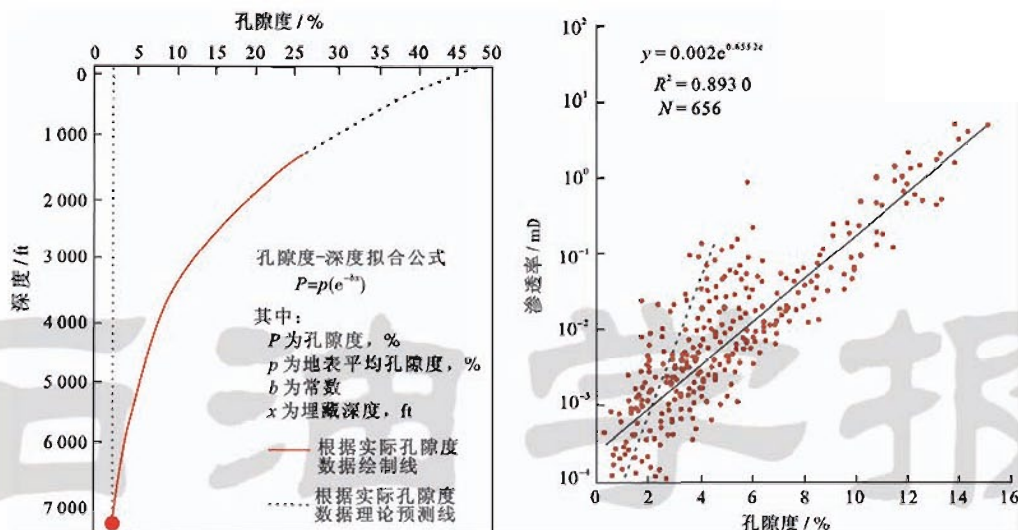 孔隙度 / %
0 5 10 15 20 25 30 35 40 45 50
深度 / ft
0
1 000
2 000
3 000
4 000
5 000
6 000
7 000
孔隙度-深度拟合公式
P=p(e⁻ᵇˣ)
其中：
P 为孔隙度，%
p 为地表平均孔隙度，%
b 为常数
x 为埋藏深度，ft
根据实际孔隙度
数据绘制线
根据实际孔隙度
数据理论预测线
渗透率 / mD
10²
10¹
10⁰
10⁻¹
10⁻²
10⁻³
10⁻⁴
R² = 0.893 0
N = 656
0 2 4 6 8 10 12 14 16
孔隙度 / %
石油学报